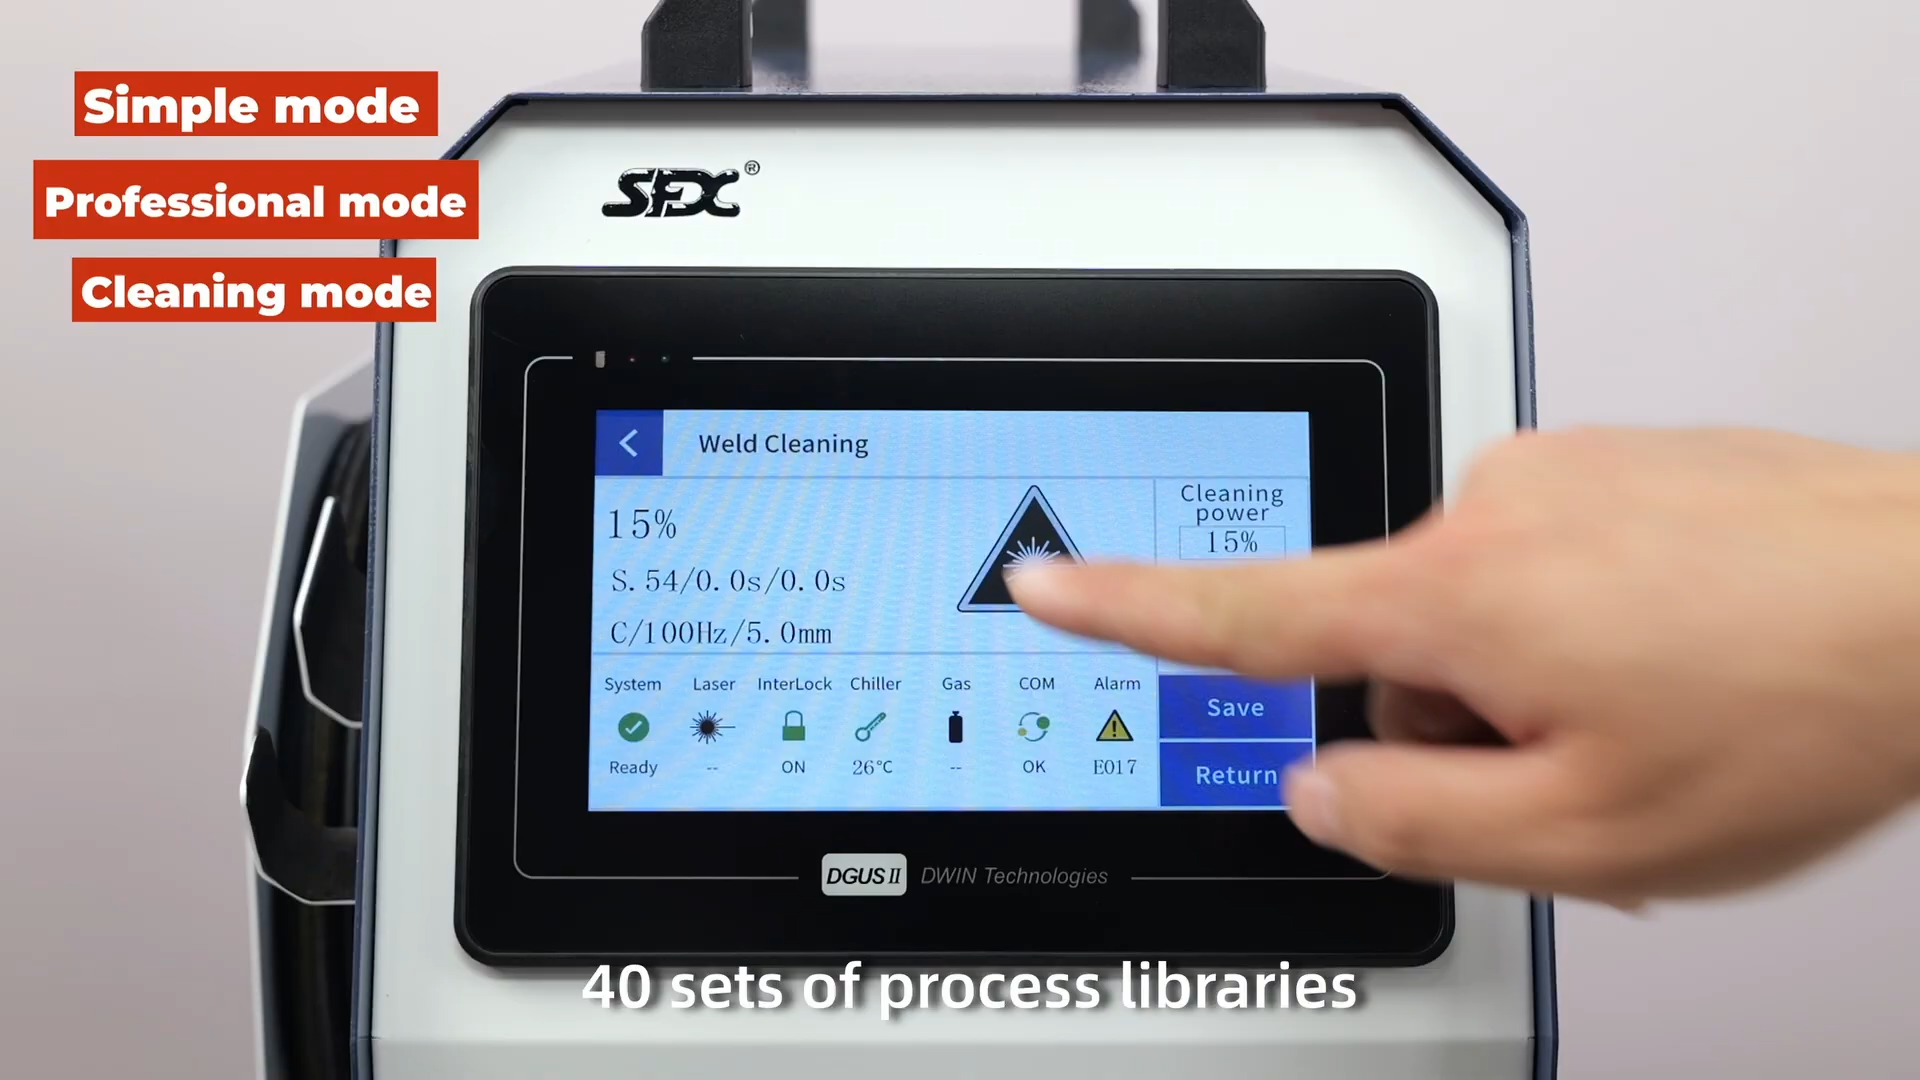 Simple mode
Professional mode
Cleaning mode
SFX®
Weld Cleaning
15%
S. 54/0. 0s/0. 0s
C/100Hz/5. 0mm
Cleaning
power
15%
System Laser InterLock Chiller Gas COM Alarm
Ready -- ON 26℃ -- OK E017
Save
Return
DGUS II DWIN Technologies
40 sets of process libraries